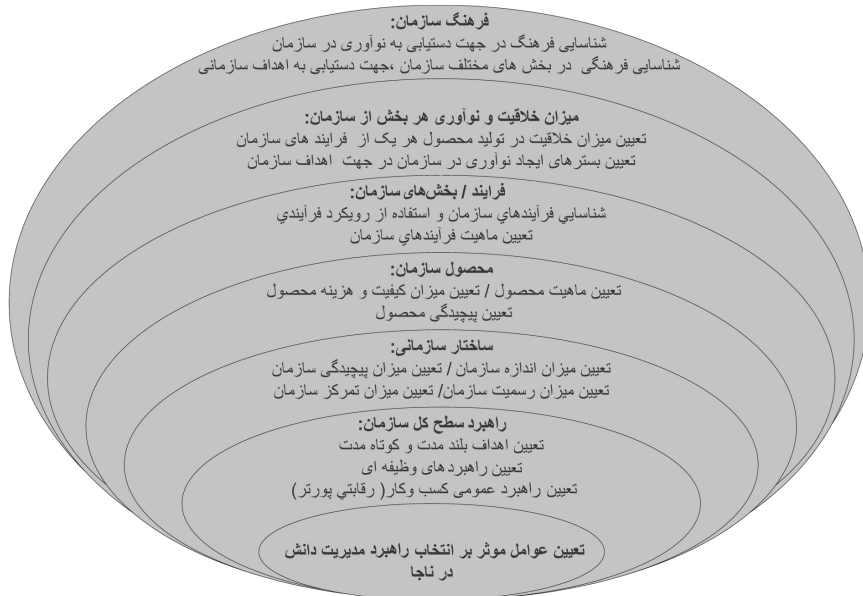 فرهنگ سازمان:
شناسایی فرهنگ در جهت دستیابی به نوآوری در سازمان
شناسایی فرهنگی در بخش های مختلف سازمان ،جهت دستیابی به اهداف سازمانی
میزان خلاقیت و نوآوری هر بخش از سازمان:
تعیین میزان خلاقیت در تولید محصول هر یک از فرایند های سازمان
تعیین بسترهای ایجاد نوآوری در سازمان در جهت اهداف سازمان
فرایند / بخش‌های سازمان:
شناسايي فرآيندهاي سازمان و استفاده از رويكرد فرآيندي
تعيين ماهيت فرآيندهاي سازمان
محصول سازمان:
تعیین ماهیت محصول / تعیین میزان کیفیت و هزینه محصول
تعیین پیچیدگی محصول
ساختار سازمانی:
تعیین میزان اندازه سازمان / تعیین میزان پیچیدگی سازمان
تعیین میزان رسمیت سازمان/ تعیین میزان تمرکز سازمان
راهبرد سطح کل سازمان:
تعیین اهداف بلند مدت و کوتاه مدت
تعیین راهبرد های وظیفه ای
تعیین راهبرد عمومی کسب وکار( رقابتي پورتر)
تعیین عوامل موثر بر انتخاب راهبرد مدیریت دانش
در ناجا